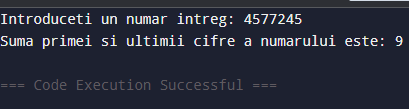 Introduceti un numar intreg: 4577245
Suma primei si ultimii cifre a numarului este: 9
=== Code Execution Successful ===